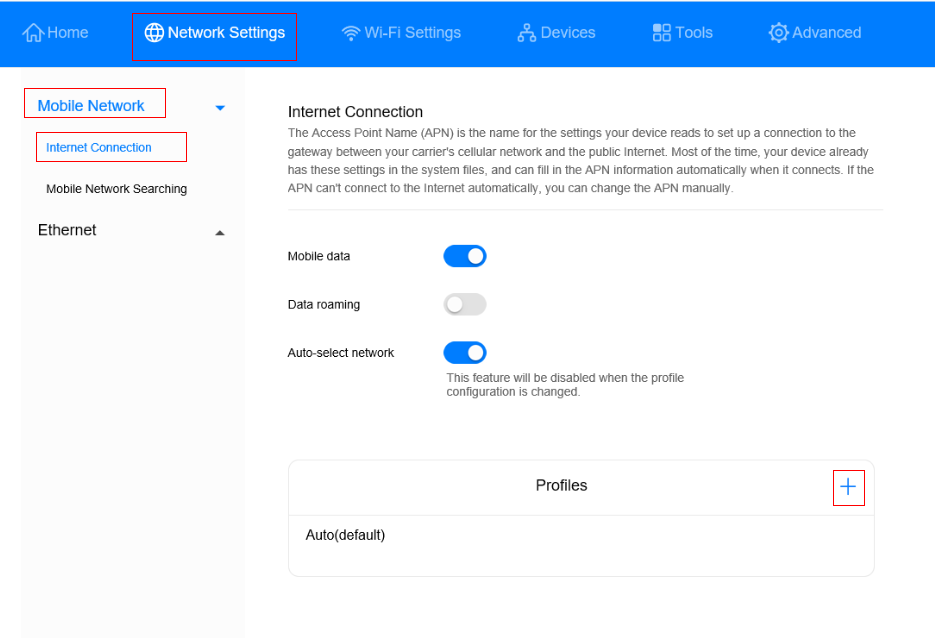 Home Network Settings Wi-Fi Settings Devices Tools Advanced
Mobile Network
Internet Connection
Mobile Network Searching
Ethernet
Internet Connection
The Access Point Name (APN) is the name for the settings your device reads to set up a connection to the
gateway between your carrier's cellular network and the public Internet. Most of the time, your device already
has these settings in the system files, and can fill in the APN information automatically when it connects. If the
APN can't connect to the Internet automatically, you can change the APN manually.
Mobile data
Data roaming
Auto-select network
This feature will be disabled when the profile
configuration is changed.
Profiles
Auto(default)